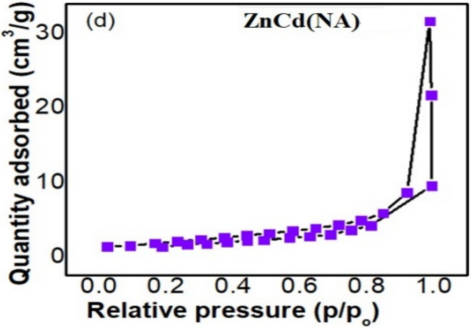 (d) ZnCd(NA)
Quantity adsorbed (cm³/g)
30
20
10
0
0.0 0.2 0.4 0.6 0.8 1.0
Relative pressure (p/pₒ)